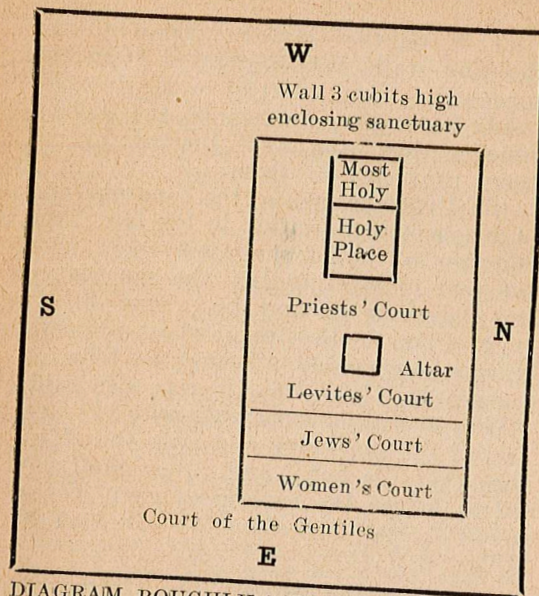 W
Wall 3 cubits high
enclosing sanctuary
Most
Holy
Holy
Place
Priests' Court
S
N
Altar
Levites' Court
Jews' Court
Women's Court
Court of the Gentiles
E
DIAGRAM ROUGHLY